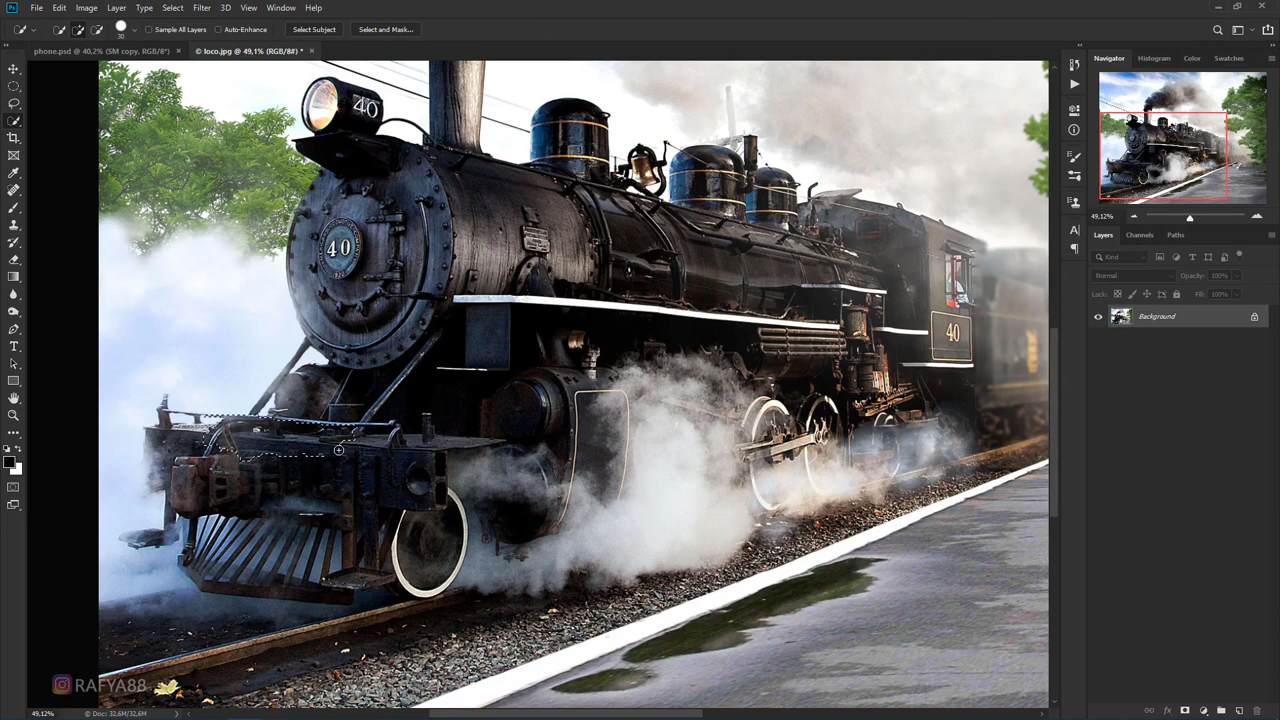 Ps File Edit Image Layer Type Select Filter 3D View Window Help
30 Sample All Layers Auto-Enhance Select Subject Select and Mask...
phone.psd @ 40,2% (SM copy, RGB/8*) × © loco.jpg @ 49,1% (RGB/8#) * ×
Navigator Histogram Color Swatches
49,12%
Layers Channels Paths
Kind
Normal Opacity: 100%
Lock: Fill: 100%
Background
40
40
40
RAFYA88
49,12% © Doc: 32,6M/32,6M